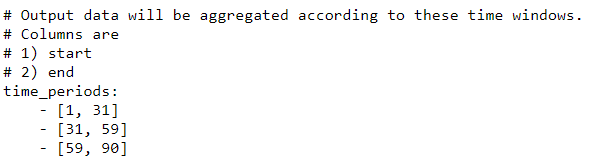 # Output data will be aggregated according to these time windows.
# Columns are
# 1) start
# 2) end
time_periods:
    - [1, 31]
    - [31, 59]
    - [59, 90]